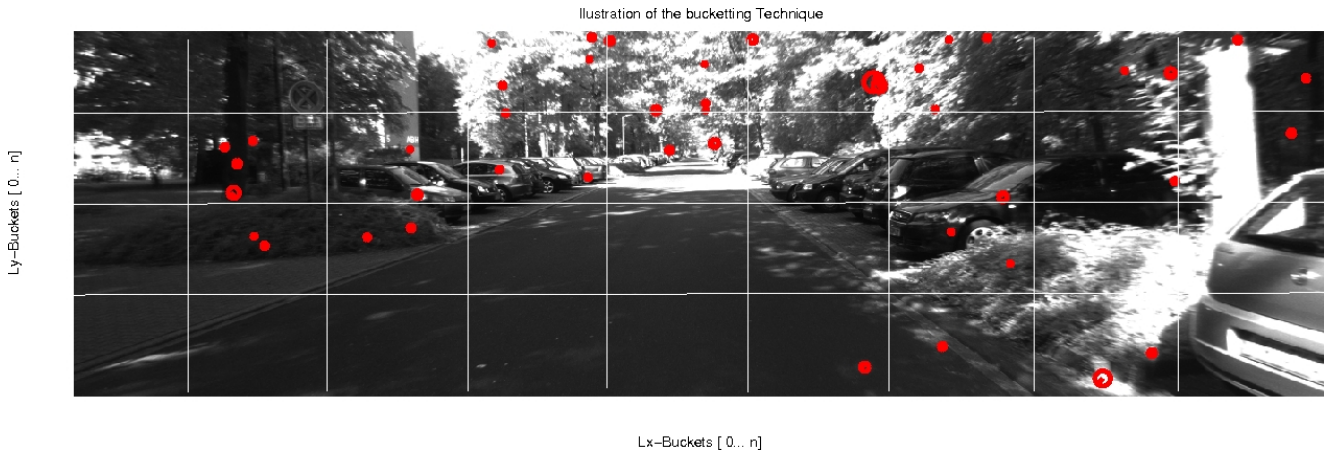 Ilustration of the bucketting Technique
Ly-Buckets [ 0... n]
Lx-Buckets [ 0... n]